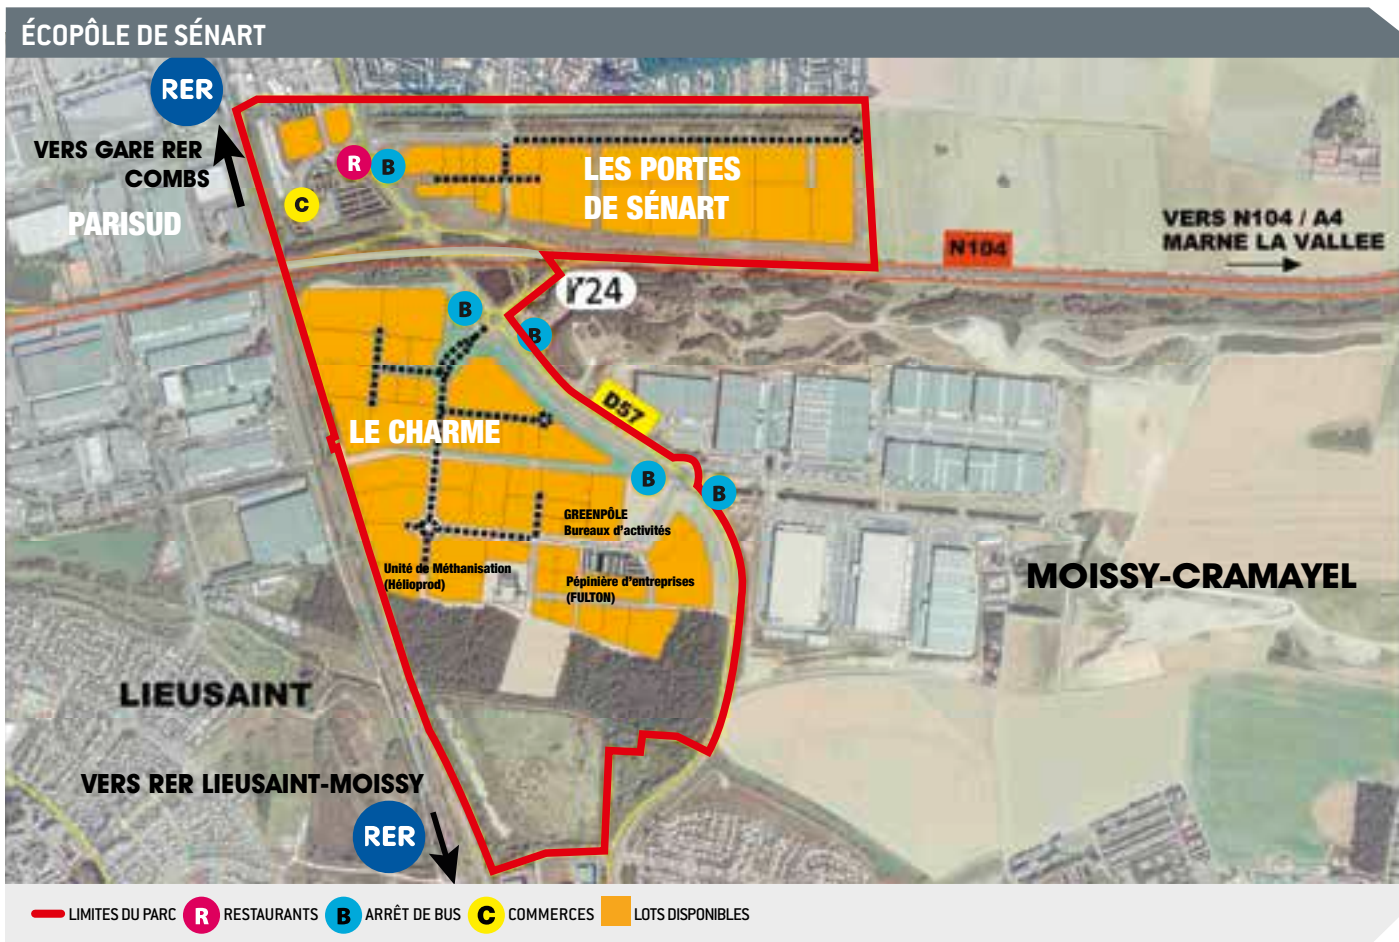 ÉCOPÔLE DE SÉNART
RER
VERS GARE RER
COMBS
PARISUD
R
B
C
LES PORTES
DE SÉNART
VERS N104 / A4
MARNE LA VALLEE
N104
24
B
B
D57
LE CHARME
B
B
GREENPÔLE
Bureaux d'activités
Unité de Méthanisation
(Hélioprod)
Pépinière d'entreprises
(FULTON)
MOISSY-CRAMAYEL
LIEUSAINT
VERS RER LIEUSAINT-MOISSY
RER
LIMITES DU PARC R RESTAURANTS B ARRÊT DE BUS C COMMERCES LOTS DISPONIBLES